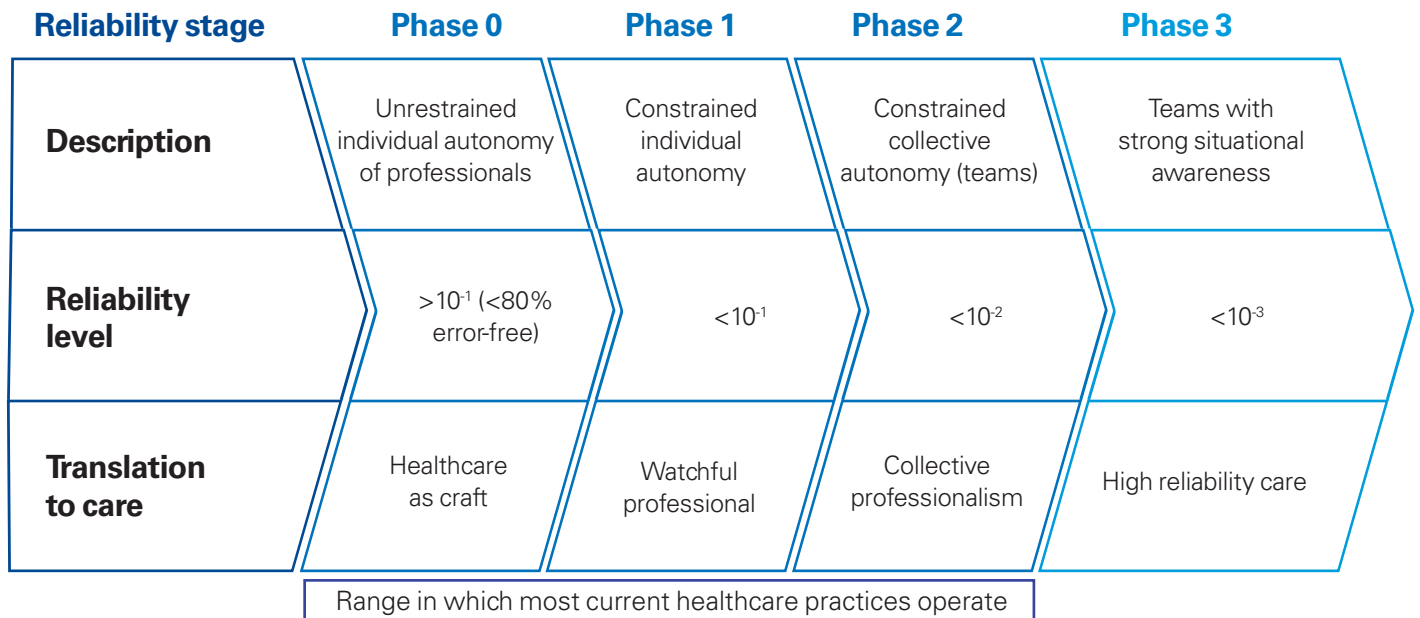 Reliability stage
Phase 0
Phase 1
Phase 2
Phase 3
Description
Unrestrained
individual autonomy
of professionals
Constrained
individual
autonomy
Constrained
collective
autonomy (teams)
Teams with
strong situational
awareness
Reliability
level
>10⁻¹ (<80%
error-free)
<10⁻¹
<10⁻²
<10⁻³
Translation
to care
Healthcare
as craft
Watchful
professional
Collective
professionalism
High reliability care
Range in which most current healthcare practices operate